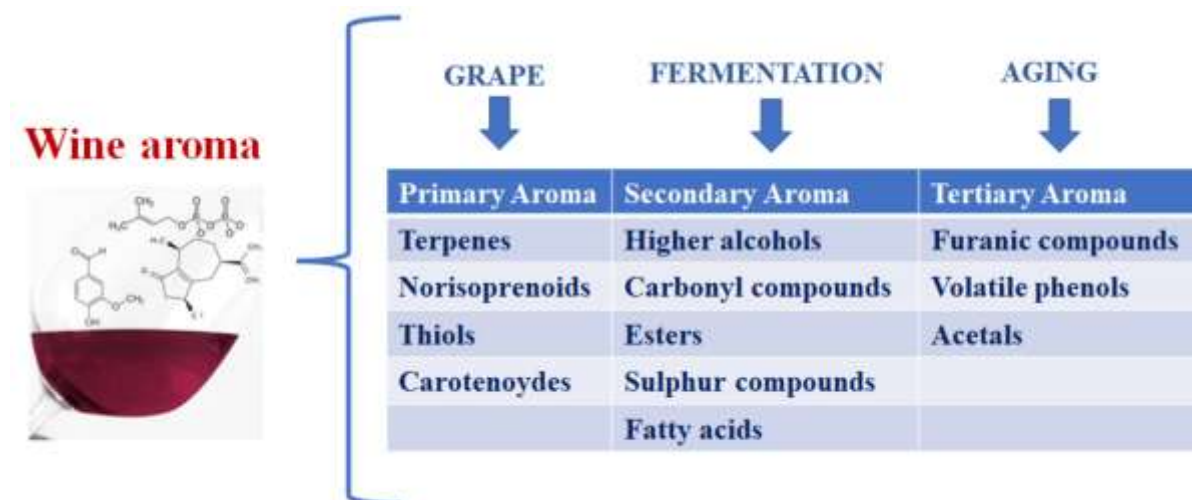 Wine aroma
GRAPE FERMENTATION AGING
Primary Aroma Secondary Aroma Tertiary Aroma
Terpenes Higher alcohols Furanic compounds
Norisoprenoids Carbonyl compounds Volatile phenols
Thiols Esters Acetals
Carotenoydes Sulphur compounds
Fatty acids